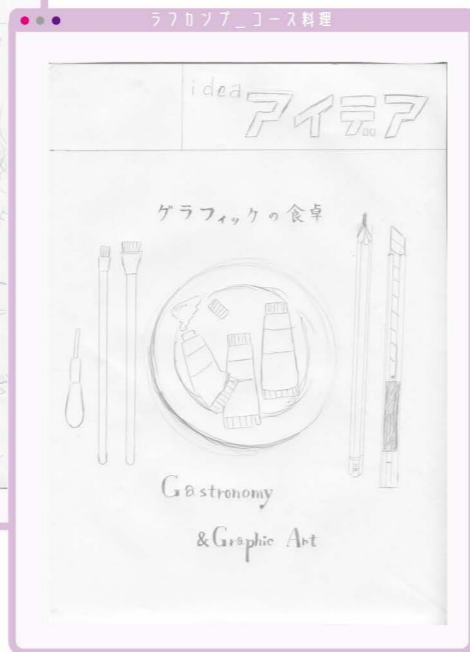 ラフカンプ_コース料理
idea
アイデア
グラフィックの食卓
Gastronomy
&Graphic Art